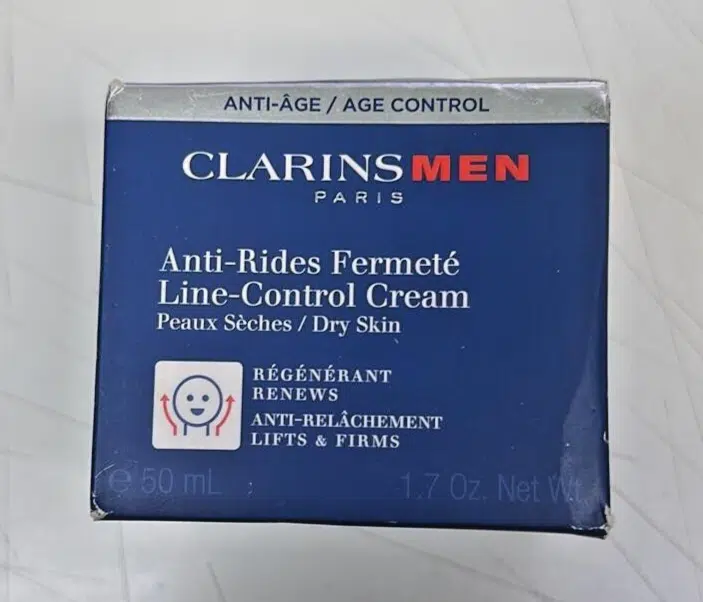 ANTI-ÂGE / AGE CONTROL
CLARINSMEN
PARIS
Anti-Rides Fermeté
Line-Control Cream
Peaux Sèches / Dry Skin
RÉGÉNÉRANT
RENEWS
ANTI-RELÂCHEMENT
LIFTS & FIRMS
℮ 50 mL 1.7 Oz. Net Wt.